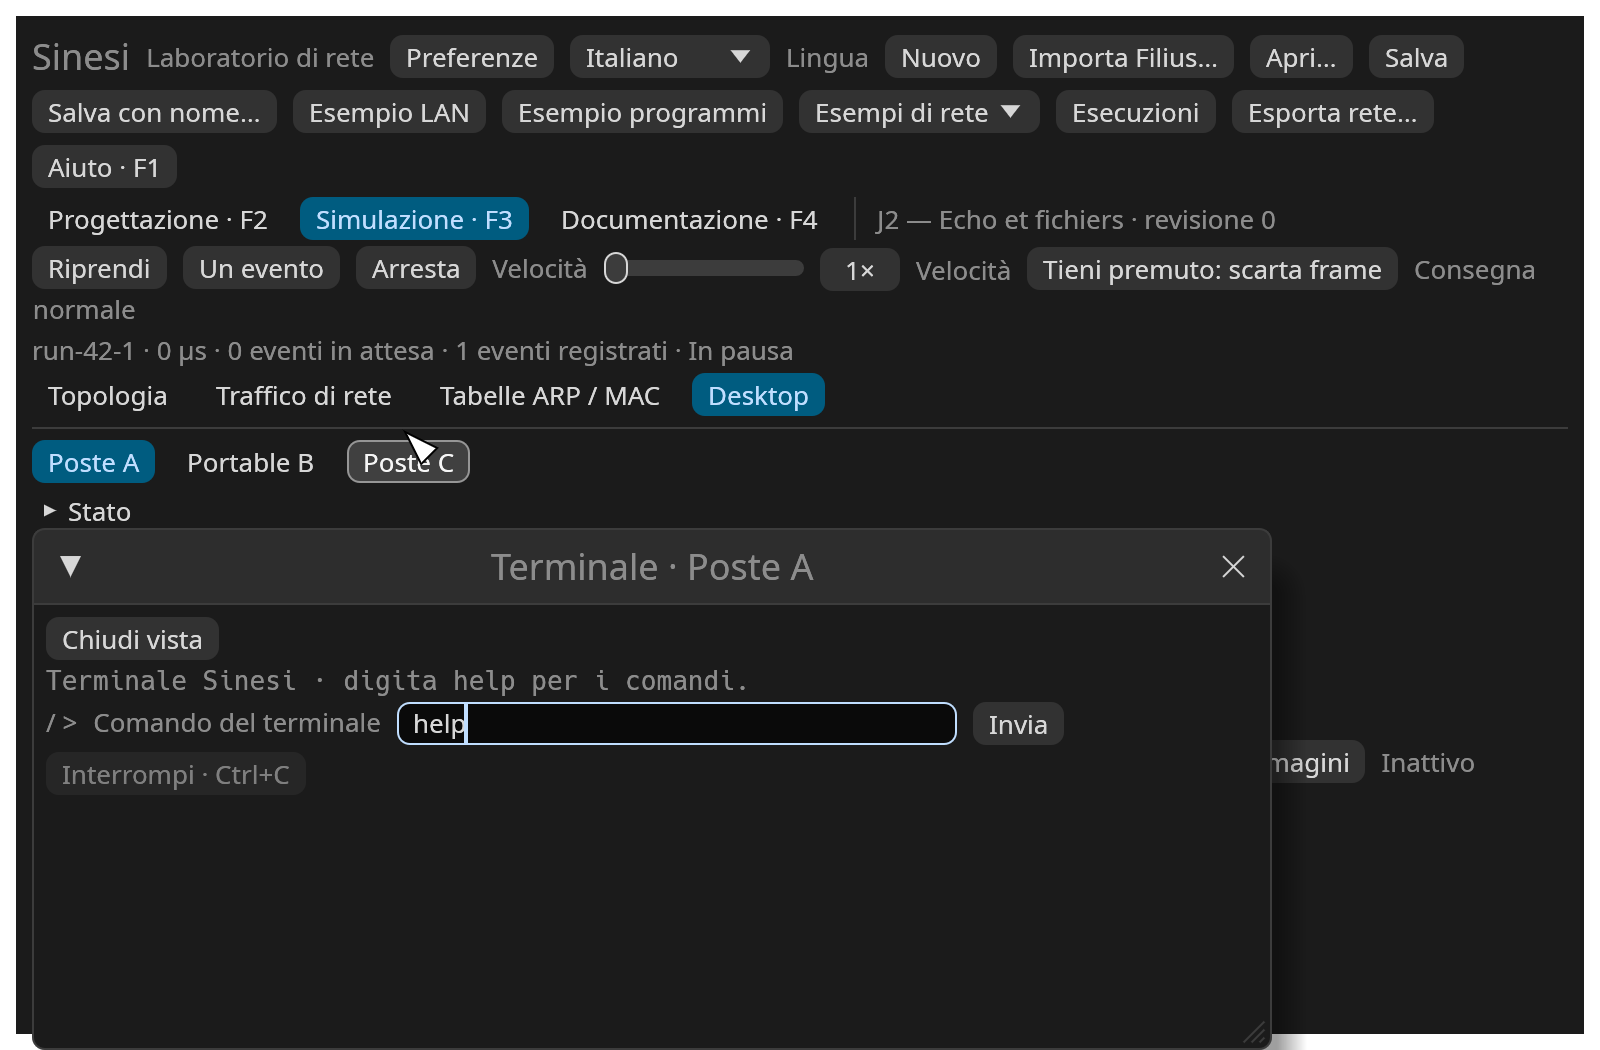 Sinesi Laboratorio di rete Preferenze Italiano Lingua Nuovo Importa Filius... Apri... Salva
Salva con nome... Esempio LAN Esempio programmi Esempi di rete Esecuzioni Esporta rete...
Aiuto · F1
Progettazione · F2 Simulazione · F3 Documentazione · F4 J2 — Echo et fichiers · revisione 0
Riprendi Un evento Arresta Velocità 1× Velocità Tieni premuto: scarta frame Consegna
normale
run-42-1 · 0 µs · 0 eventi in attesa · 1 eventi registrati · In pausa
Topologia Traffico di rete Tabelle ARP / MAC Desktop
Poste A Portable B Poste C
Stato
Terminale · Poste A
Chiudi vista
Terminale Sinesi · digita help per i comandi.
/ > Comando del terminale help Invia
magini Inattivo
Interrompi · Ctrl+C